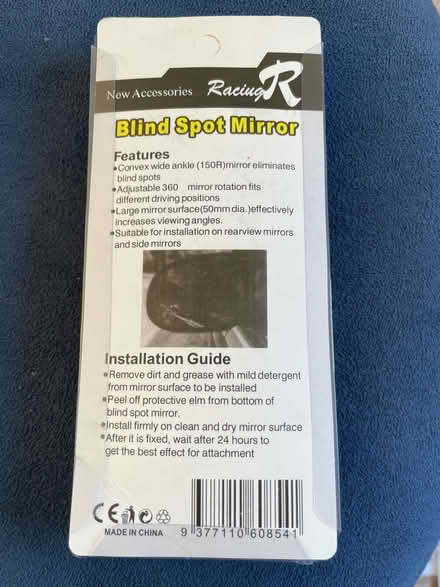 New Accessories Racing R
Blind Spot Mirror
Features
•Convex wide ankle (150R)mirror eliminates
blind spots
•Adjustable 360 mirror rotation fits
different driving positions
•Large mirror surface(50mm dia.)effectively
increases viewing angles.
•Suitable for installation on rearview mirrors
and side mirrors
Installation Guide
•Remove dirt and grease with mild detergent
from mirror surface to be installed
•Peel off protective elm from bottom of
blind spot mirror.
•Install firmly on clean and dry mirror surface
•After it is fixed, wait after 24 hours to
get the best effect for attachment
CE
MADE IN CHINA
9 377110 608541